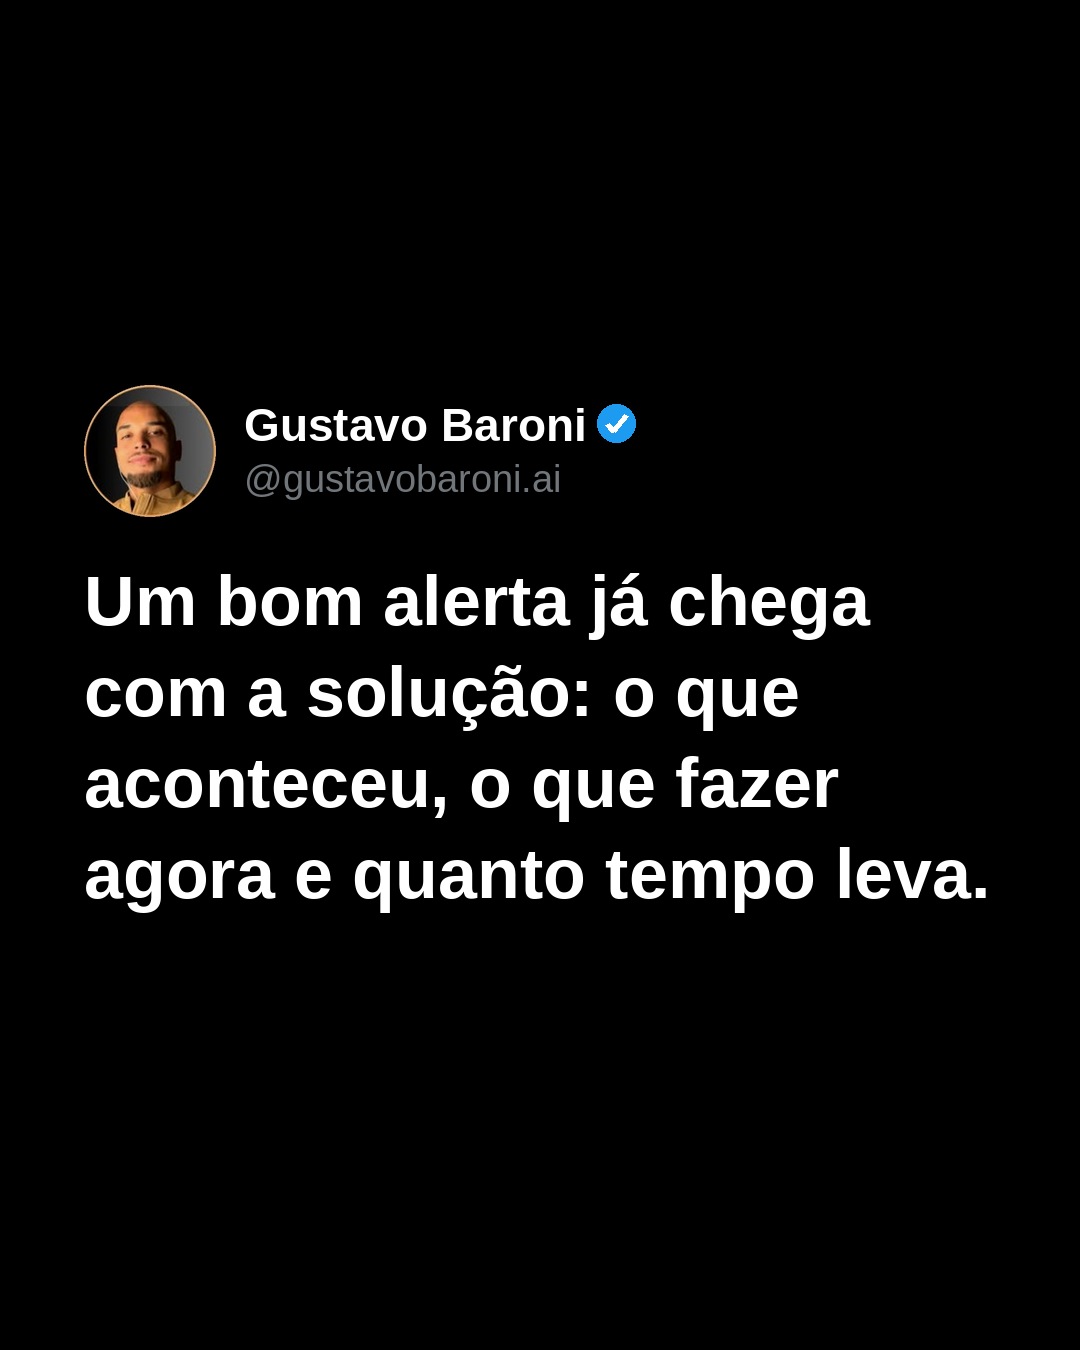 Gustavo Baroni
@gustavobaroni.ai
Um bom alerta já chega
com a solução: o que
aconteceu, o que fazer
agora e quanto tempo leva.